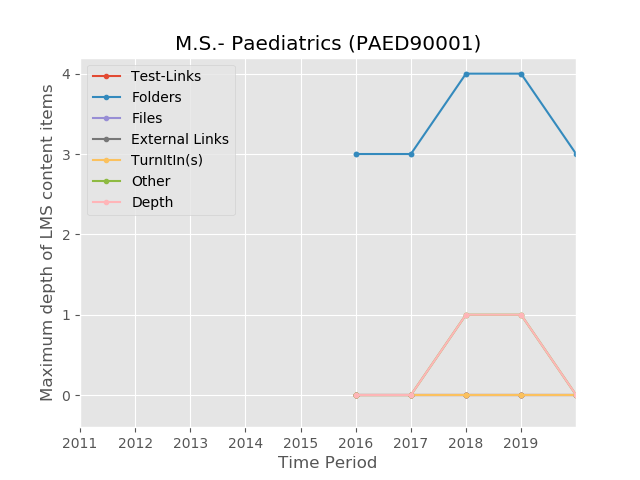 M.S.- Paediatrics (PAED90001)
Test-Links
Folders
Files
External Links
TurnItIn(s)
Other
Depth
Maximum depth of LMS content items
4
3
2
1
0
2011 2012 2013 2014 2015 2016 2017 2018 2019
Time Period